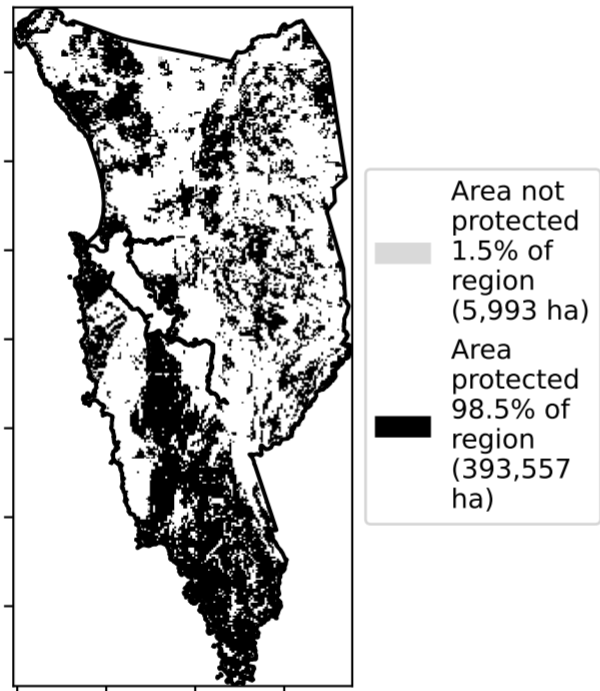 Area not
protected
1.5% of
region
(5,993 ha)
Area
protected
98.5% of
region
(393,557
ha)